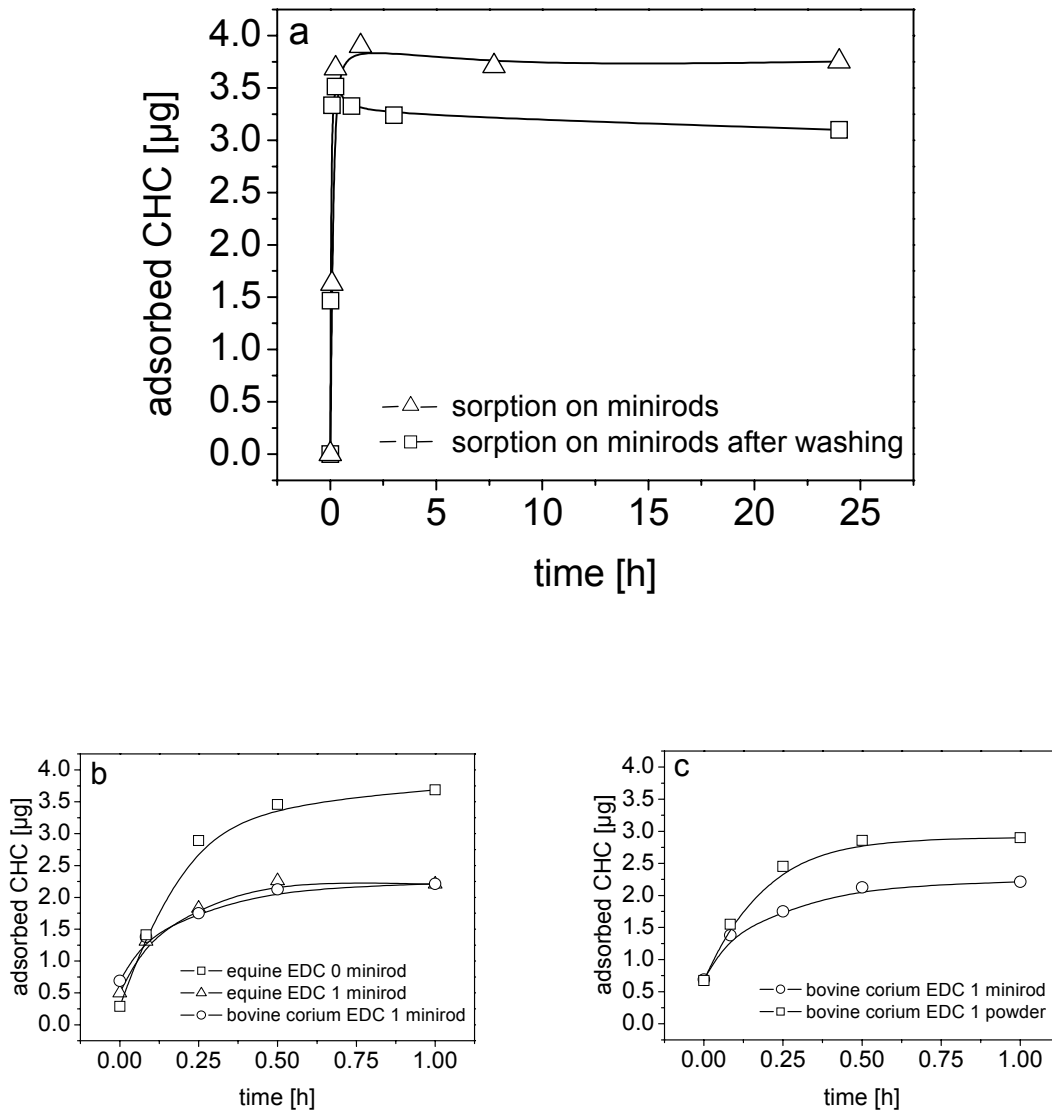 a
adsorbed CHC [µg]
4.0
3.5
3.0
2.5
2.0
1.5
1.0
0.5
0.0
sorption on minirods
sorption on minirods after washing
0 5 10 15 20 25
time [h]
b
adsorbed CHC [µg]
4.0
3.5
3.0
2.5
2.0
1.5
1.0
0.5
0.0
equine EDC 0 minirod
equine EDC 1 minirod
bovine corium EDC 1 minirod
0.00 0.25 0.50 0.75 1.00
time [h]
c
adsorbed CHC [µg]
4.0
3.5
3.0
2.5
2.0
1.5
1.0
0.5
0.0
bovine corium EDC 1 minirod
bovine corium EDC 1 powder
0.00 0.25 0.50 0.75 1.00
time [h]